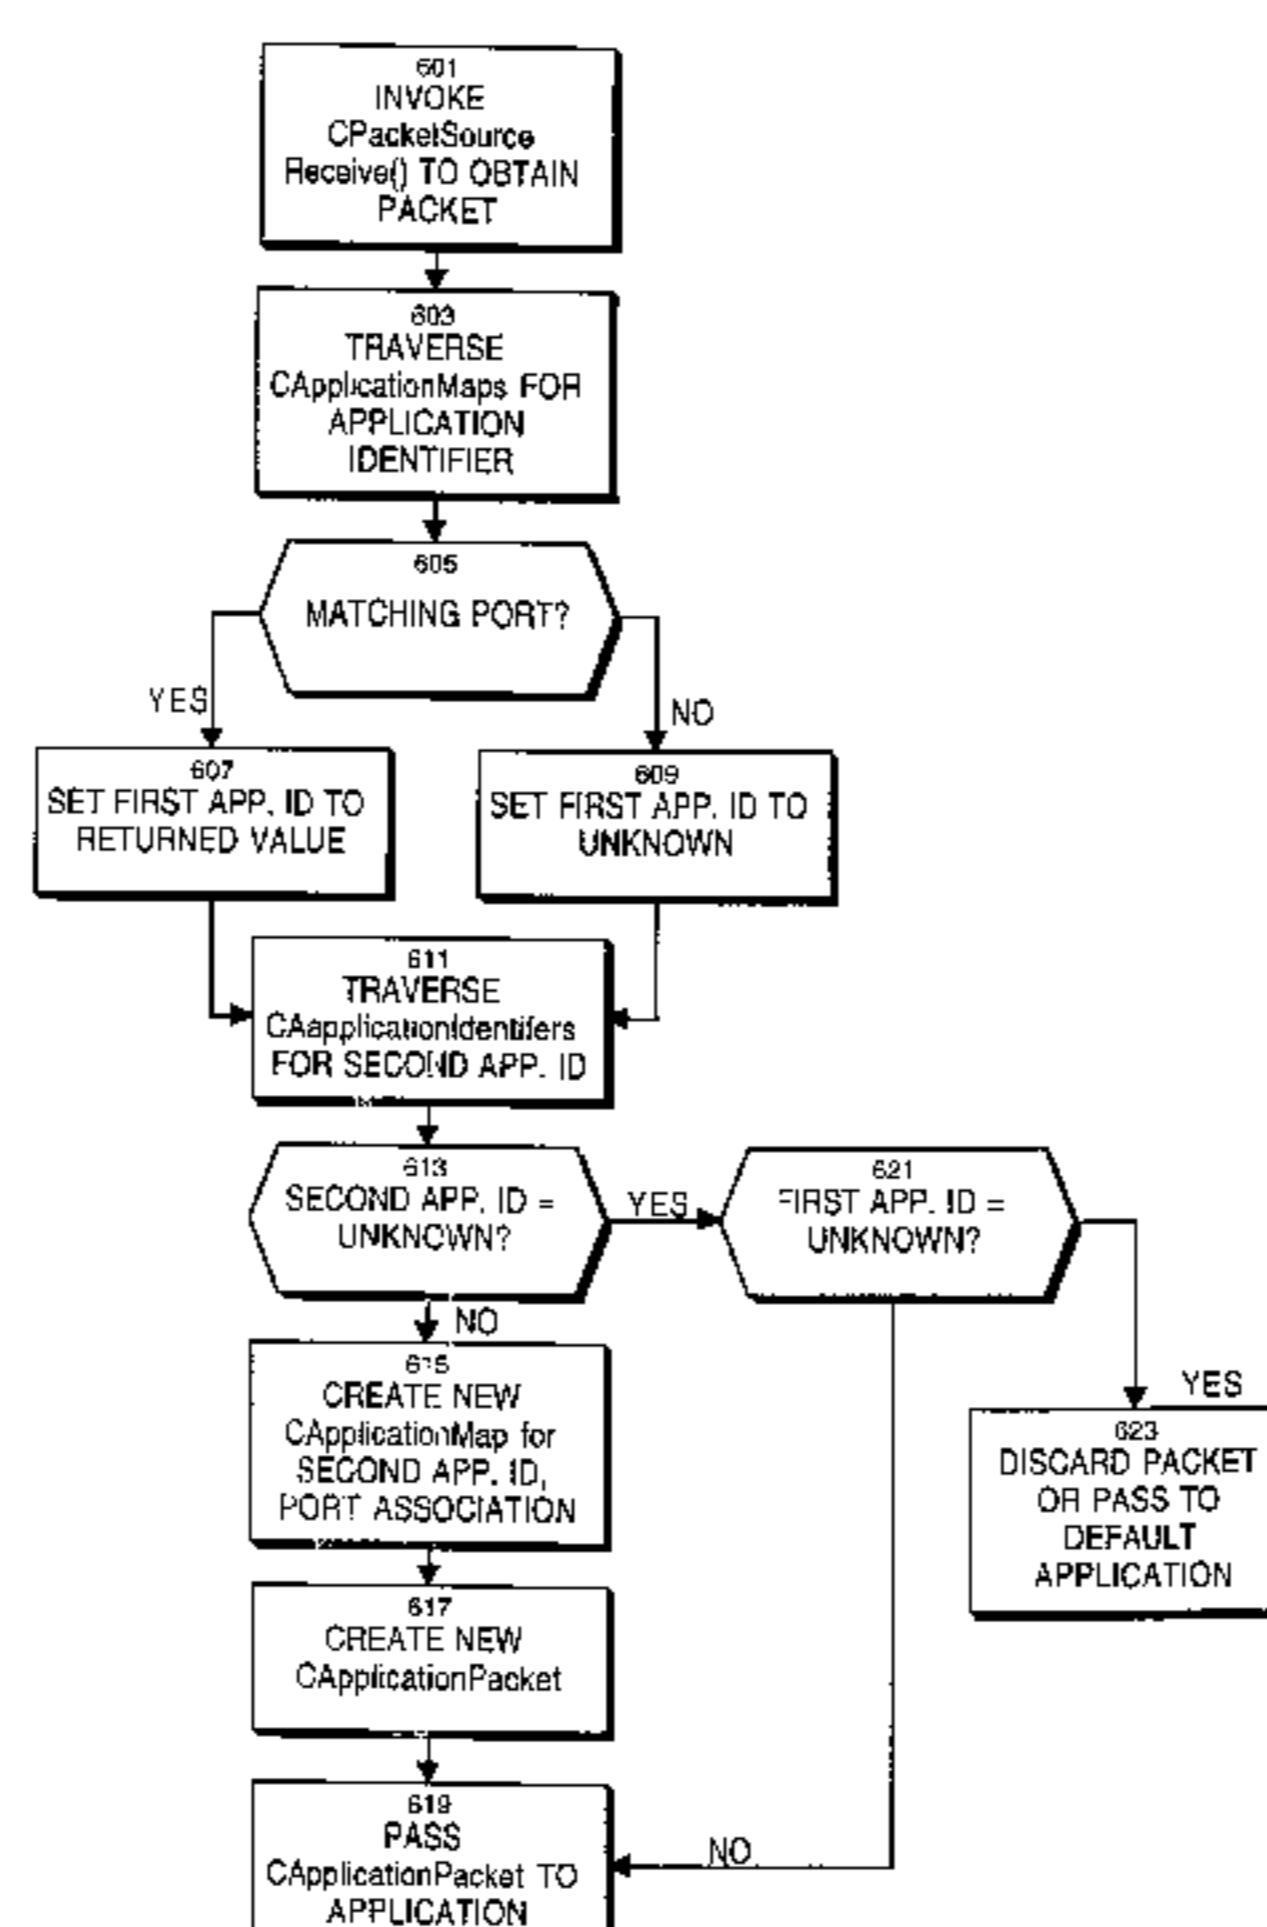 601
INVOKE
CPacketSource
Receive() TO OBTAIN
PACKET
603
TRAVERSE
CApplicationMaps FOR
APPLICATION
IDENTIFIER
605
MATCHING PORT?
YES
NO
607
SET FIRST APP. ID TO
RETURNED VALUE
609
SET FIRST APP. ID TO
UNKNOWN
611
TRAVERSE
CAapplicationIdentifers
FOR SECOND APP. ID
613
SECOND APP. ID =
UNKNOWN?
YES
621
FIRST APP. ID =
UNKNOWN?
NO
YES
615
CREATE NEW
CApplicationMap for
SECOND APP. ID,
PORT ASSOCIATION
623
DISCARD PACKET
OR PASS TO
DEFAULT
APPLICATION
617
CREATE NEW
CApplicationPacket
619
PASS
CApplicationPacket TO
APPLICATION
NO